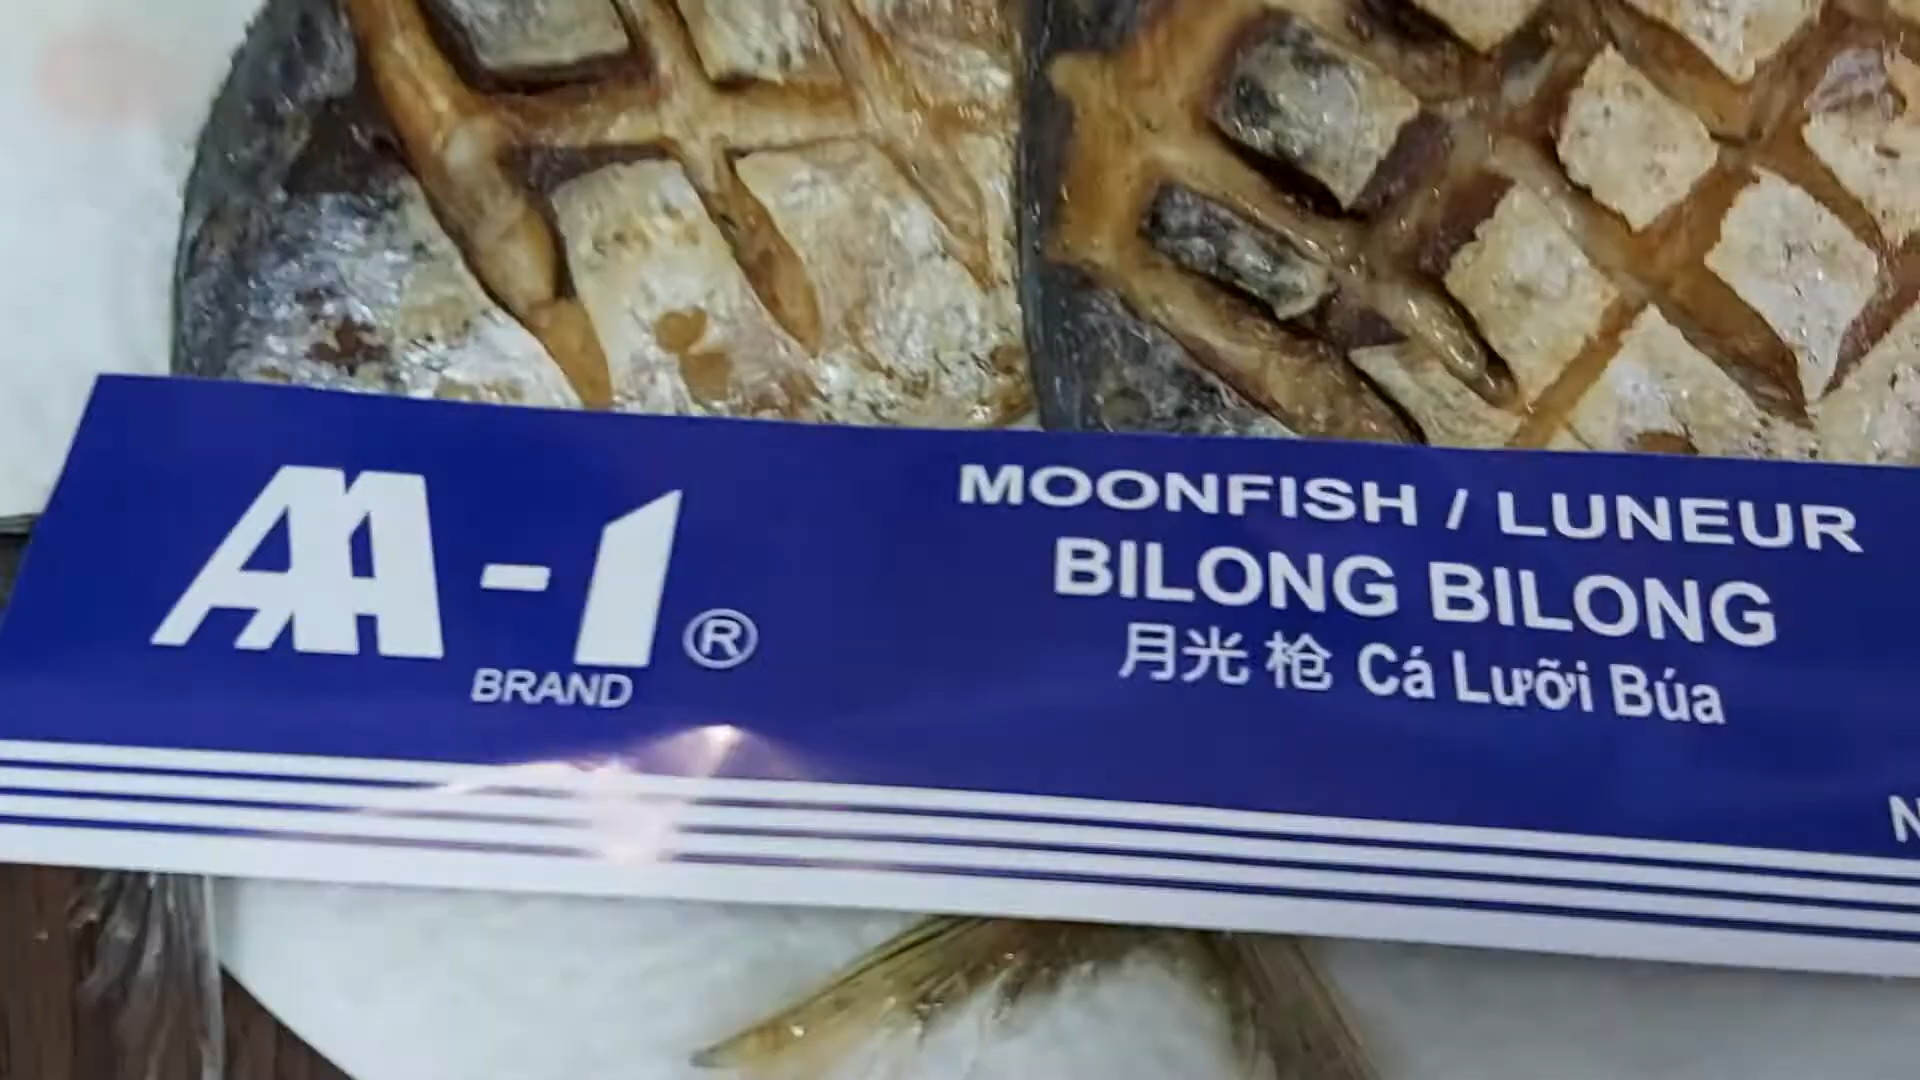 AA-1®
BRAND
MOONFISH / LUNEUR
BILONG BILONG
月光 枪 Cá Lưỡi Búa